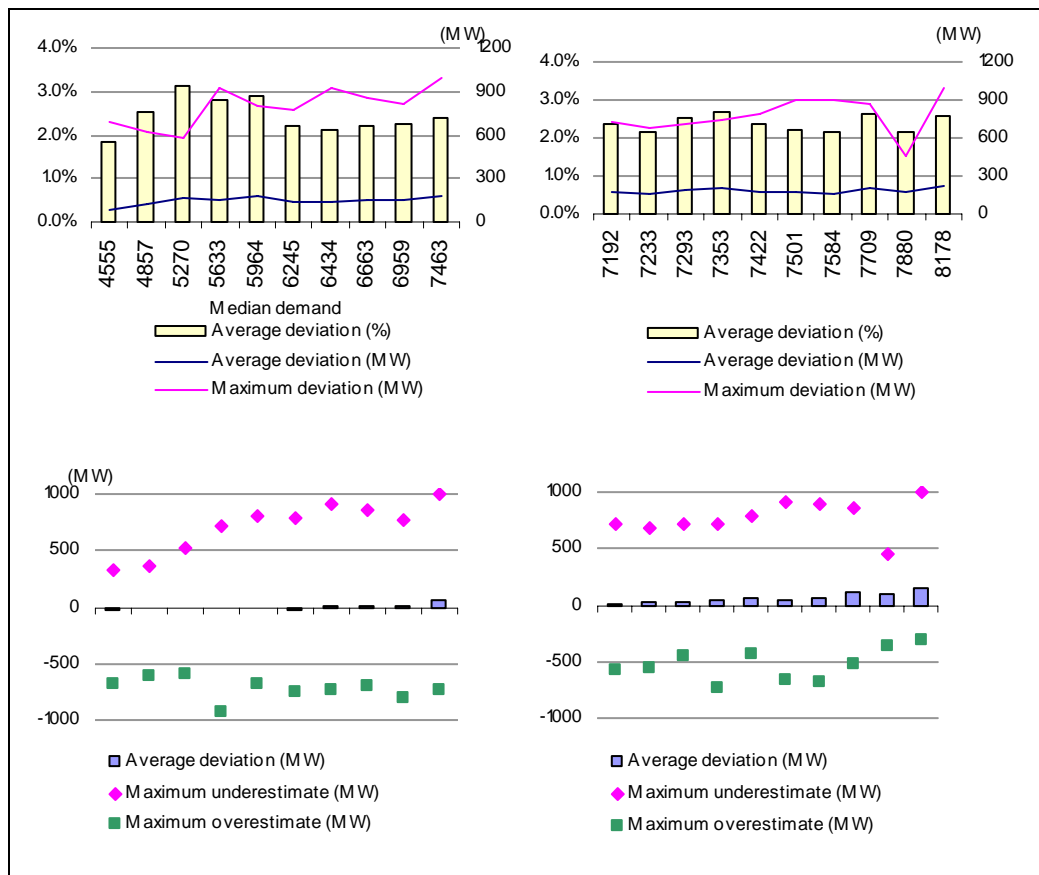 (MW)
4.0% 1200
3.0% 900
2.0% 600
1.0% 300
0.0% 0
4555 4857 5270 5633 5964 6245 6434 6663 6959 7463
Median demand
Average deviation (%)
Average deviation (MW)
Maximum deviation (MW)
(MW)
4.0% 1200
3.0% 900
2.0% 600
1.0% 300
0.0% 0
7192 7233 7293 7353 7422 7501 7584 7709 7880 8178
Average deviation (%)
Average deviation (MW)
Maximum deviation (MW)
(MW)
1000
500
0
-500
-1000
Average deviation (MW)
Maximum underestimate (MW)
Maximum overestimate (MW)
1000
500
0
-500
-1000
Average deviation (MW)
Maximum underestimate (MW)
Maximum overestimate (MW)